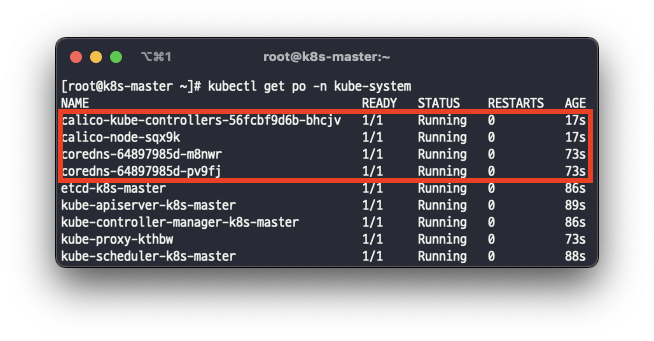 ⌥⌘1 root@k8s-master:~
[root@k8s-master ~]# kubectl get po -n kube-system
NAME READY STATUS RESTARTS AGE
calico-kube-controllers-56fcbf9d6b-bhcjv 1/1 Running 0 17s
calico-node-sqx9k 1/1 Running 0 17s
coredns-64897985d-m8nwr 1/1 Running 0 73s
coredns-64897985d-pv9fj 1/1 Running 0 73s
etcd-k8s-master 1/1 Running 0 86s
kube-apiserver-k8s-master 1/1 Running 0 89s
kube-controller-manager-k8s-master 1/1 Running 0 86s
kube-proxy-kthbw 1/1 Running 0 73s
kube-scheduler-k8s-master 1/1 Running 0 88s